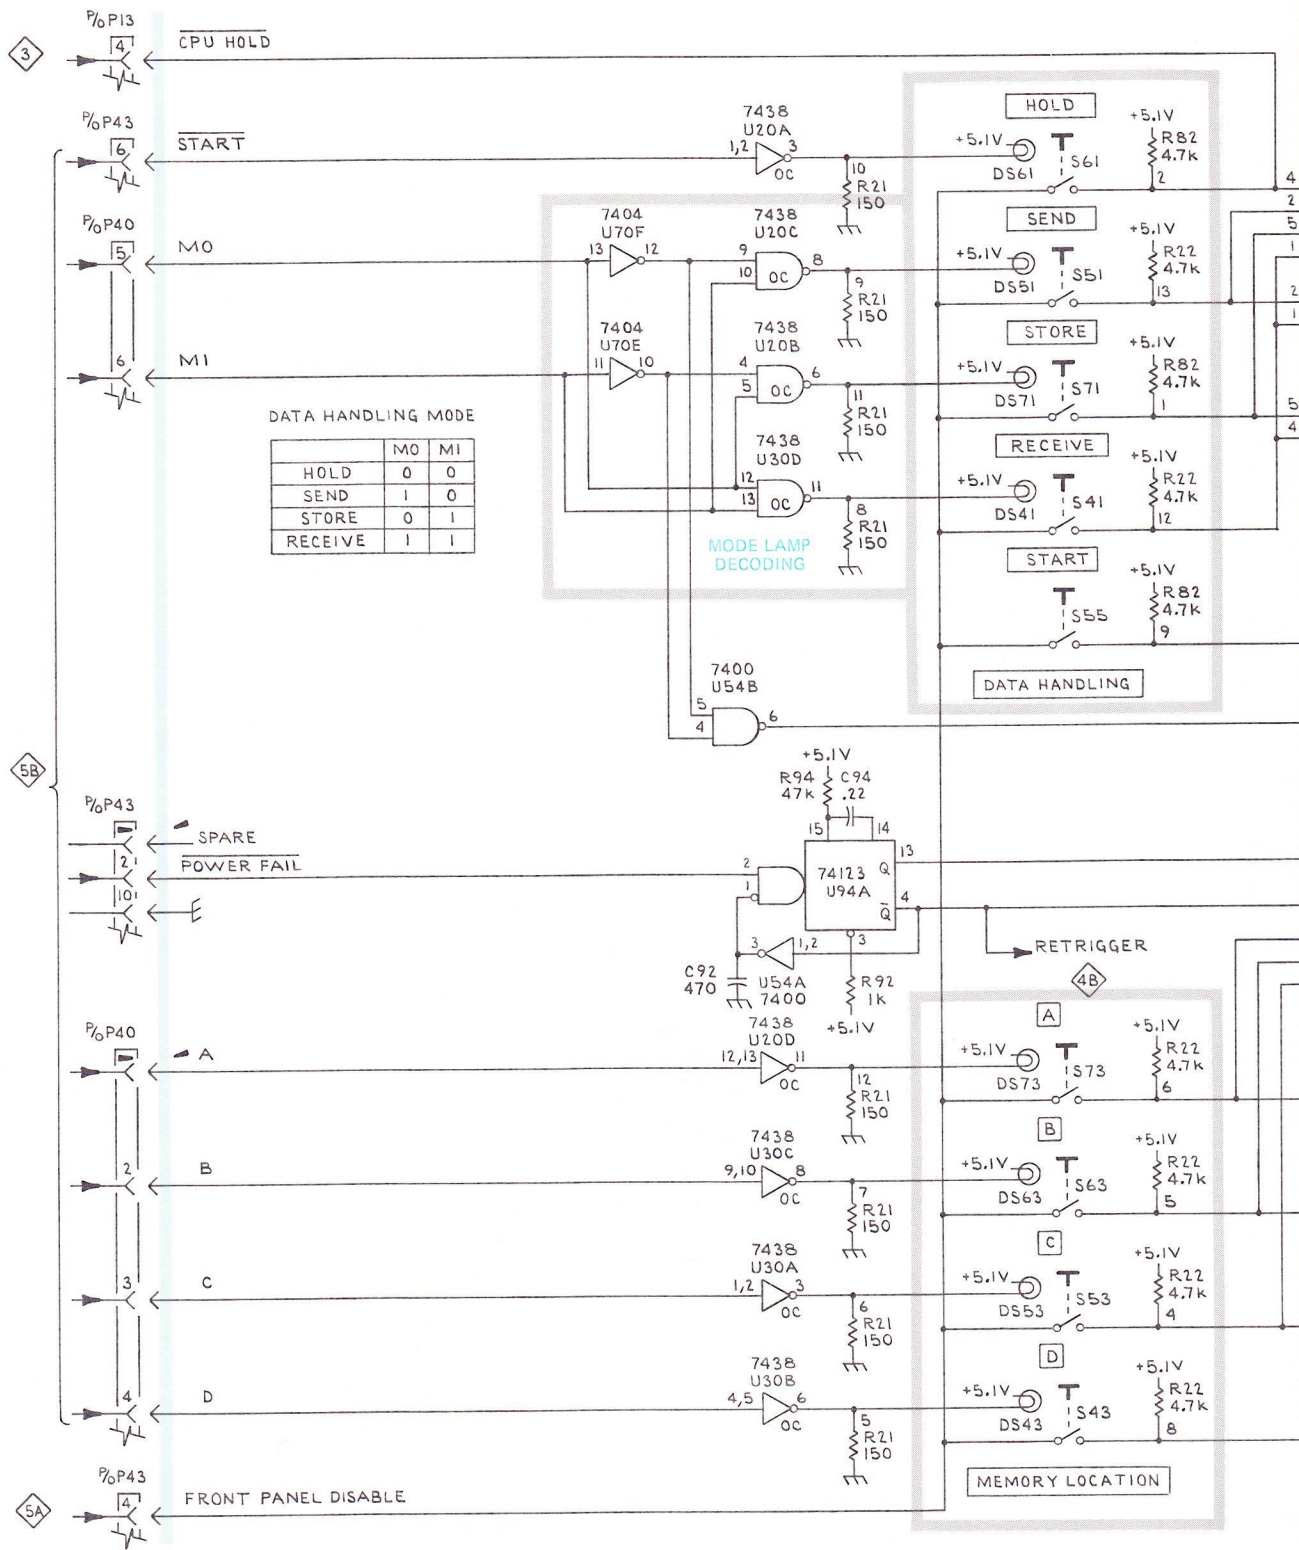 P/O P13
3
4
CPU HOLD
P/O P43
6
START
7438
U20A
1,2
3
OC
10
R21
150
HOLD
+5.1V
DS61
S61
+5.1V
R82
4.7K
2
4
2
5
1
P/O P40
5
M0
7404
U70F
13
12
7438
U20C
9
10
8
OC
9
R21
150
SEND
+5.1V
DS51
S51
+5.1V
R22
4.7K
13
2
1
6
M1
7404
U70E
11
10
7438
U20B
4
5
6
OC
11
R21
150
STORE
+5.1V
DS71
S71
+5.1V
R82
4.7K
1
5
4
DATA HANDLING MODE
M0 M1
HOLD 0 0
SEND 1 0
STORE 0 1
RECEIVE 1 1
7438
U30D
12
13
11
OC
8
R21
150
MODE LAMP
DECODING
RECEIVE
+5.1V
DS41
S41
+5.1V
R22
4.7K
12
START
S55
+5.1V
R82
4.7K
9
DATA HANDLING
7400
U54B
5
4
6
5B
P/O P43
SPARE
2
POWER FAIL
10
+5.1V
R94
47K
C94
.22
15
14
2
1
74123
U94A
Q
13
Q
4
3
3
1,2
C92
470
U54A
7400
R92
1K
+5.1V
RETRIGGER
4B
P/O P40
A
7438
U20D
12,13
11
OC
12
R21
150
A
+5.1V
DS73
S73
+5.1V
R22
4.7K
6
2
B
7438
U30C
9,10
8
OC
7
R21
150
B
+5.1V
DS63
S63
+5.1V
R22
4.7K
5
3
C
7438
U30A
1,2
3
OC
6
R21
150
C
+5.1V
DS53
S53
+5.1V
R22
4.7K
4
4
D
7438
U30B
4,5
6
OC
5
R21
150
D
+5.1V
DS43
S43
+5.1V
R22
4.7K
8
MEMORY LOCATION
P/O P43
5A
4
FRONT PANEL DISABLE